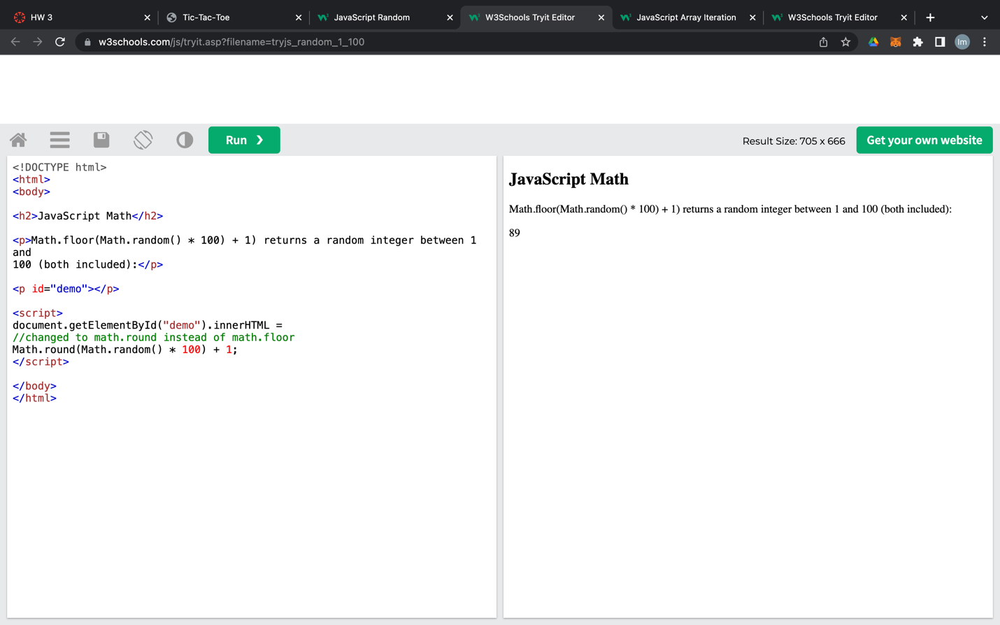 HW 3
Tic-Tac-Toe
JavaScript Random
W3Schools Tryit Editor
JavaScript Array Iteration
W3Schools Tryit Editor
w3schools.com/js/tryit.asp?filename=tryjs_random_1_100
Im
Run ❯
Result Size: 705 x 666
Get your own website
<!DOCTYPE html>
<html>
<body>
<h2>JavaScript Math</h2>
<p>Math.floor(Math.random() * 100) + 1) returns a random integer between 1
and
100 (both included):</p>
<p id="demo"></p>
<script>
document.getElementById("demo").innerHTML =
//changed to math.round instead of math.floor
Math.round(Math.random() * 100) + 1;
</script>
</body>
</html>
JavaScript Math
Math.floor(Math.random() * 100) + 1) returns a random integer between 1 and 100 (both included):
89